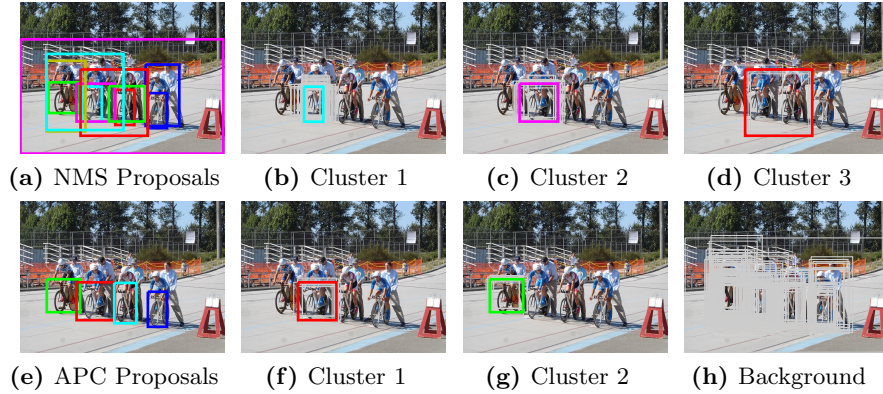 (a) NMS Proposals
(b) Cluster 1
(c) Cluster 2
(d) Cluster 3
(e) APC Proposals
(f) Cluster 1
(g) Cluster 2
(h) Background